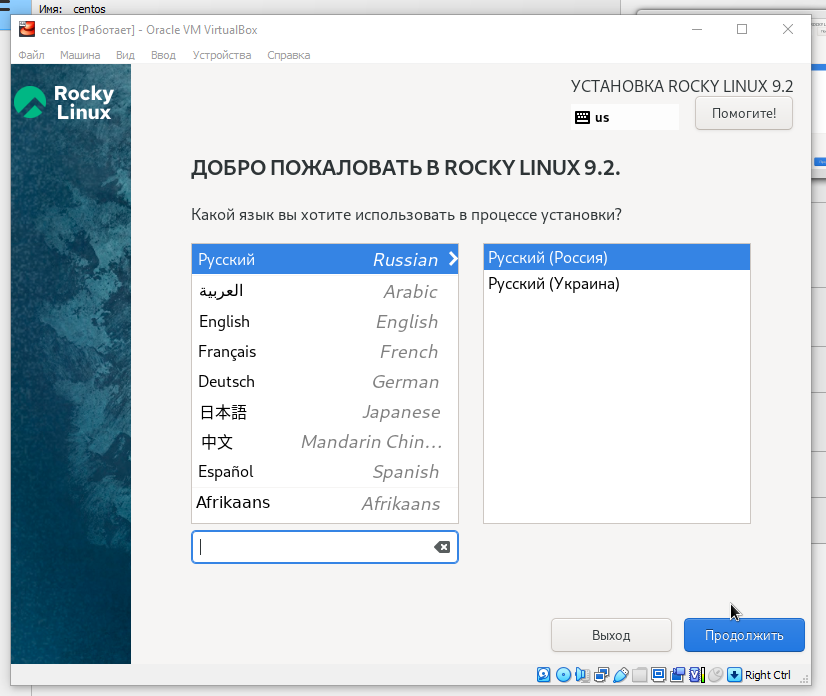 Имя: centos
centos [Работает] - Oracle VM VirtualBox
Файл Машина Вид Ввод Устройства Справка
Rocky
Linux
УСТАНОВКА ROCKY LINUX 9.2
us
Помогите!
ДОБРО ПОЖАЛОВАТЬ В ROCKY LINUX 9.2.
Какой язык вы хотите использовать в процессе установки?
Русский Russian
العربية Arabic
English English
Français French
Deutsch German
日本語 Japanese
中文 Mandarin Chin...
Español Spanish
Afrikaans Afrikaans
Русский (Россия)
Русский (Украина)
Выход
Продолжить
Right Ctrl